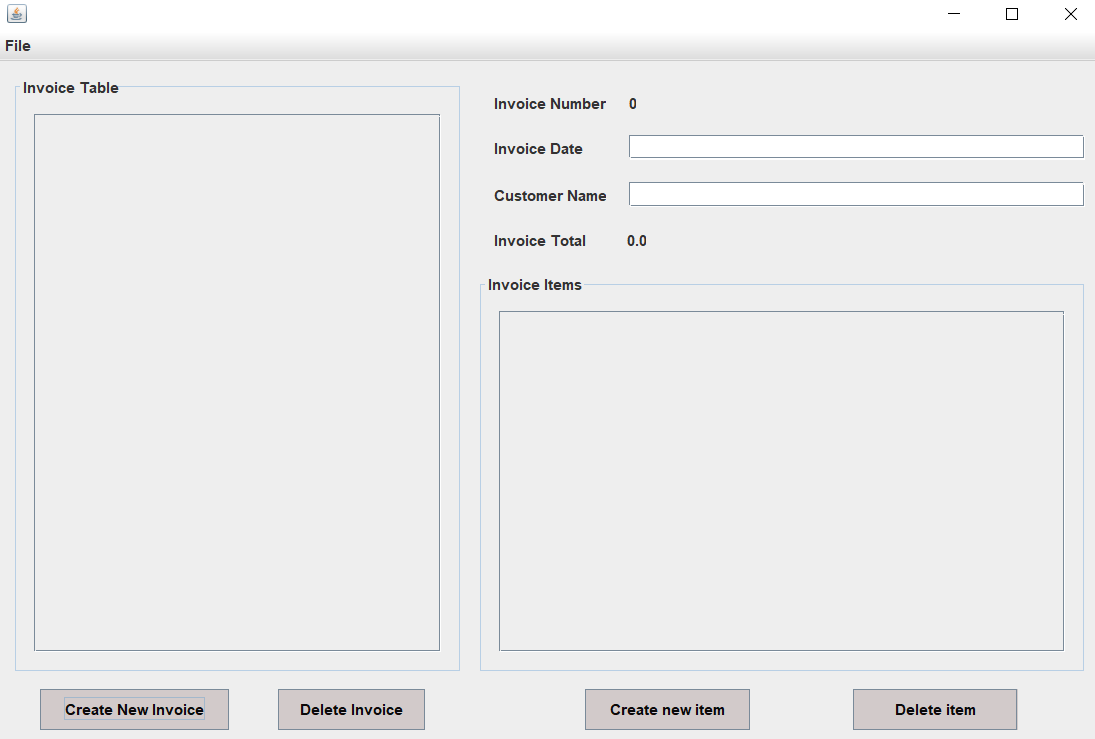 File
Invoice Table
Invoice Number 0
Invoice Date
Customer Name
Invoice Total 0.0
Invoice Items
Create New Invoice
Delete Invoice
Create new item
Delete item